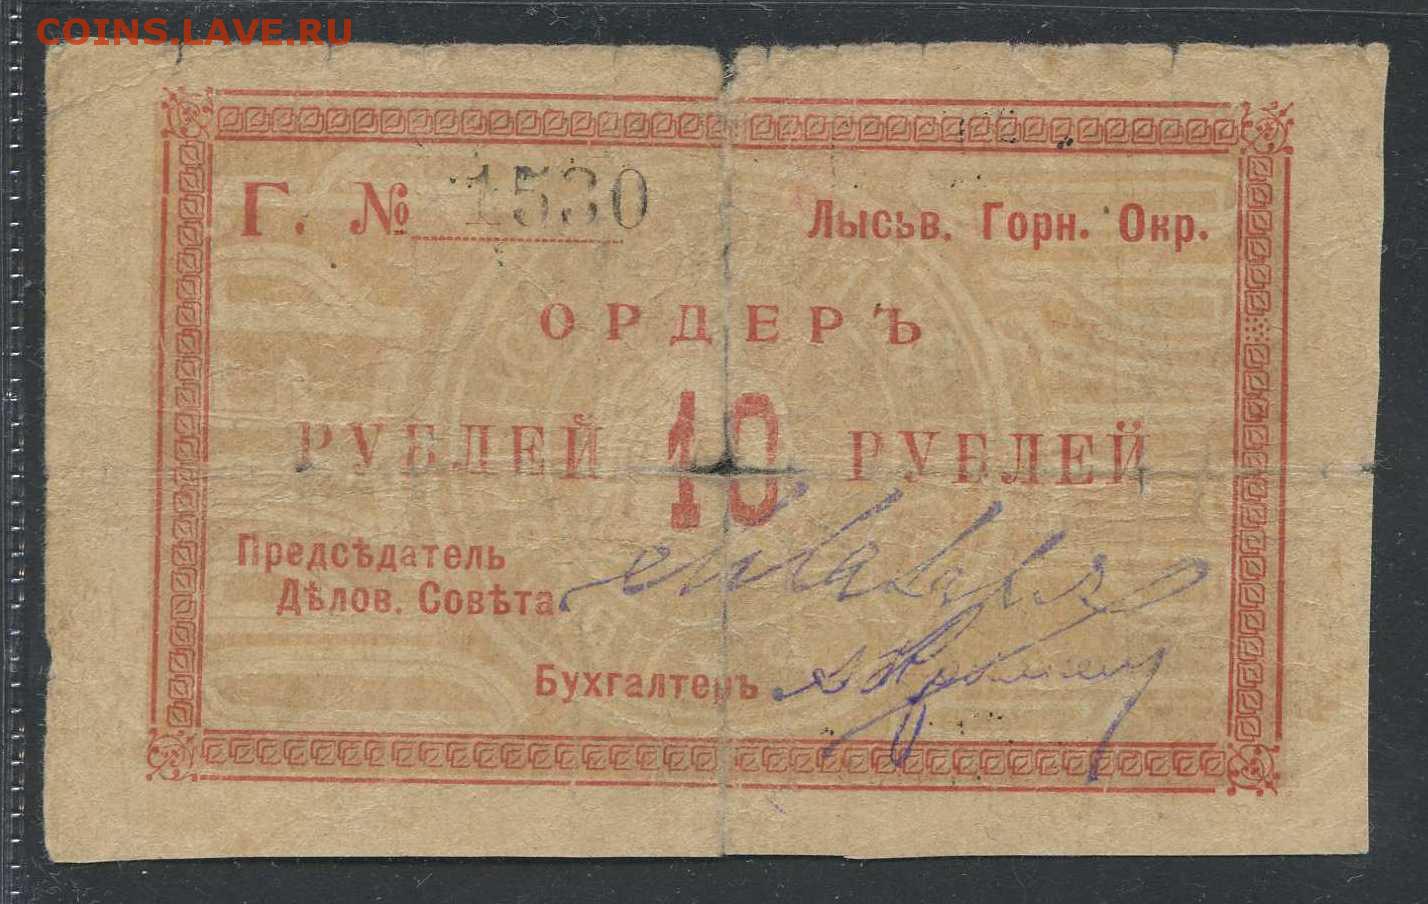 COINS.LAVE.RU
Г. № 1530
Лысьв. Горн. Окр.
ОРДЕРЪ
РУБЛЕЙ 10 РУБЛЕЙ
Предсѣдатель
Дѣлов. Совѣта
Бухгалтеръ